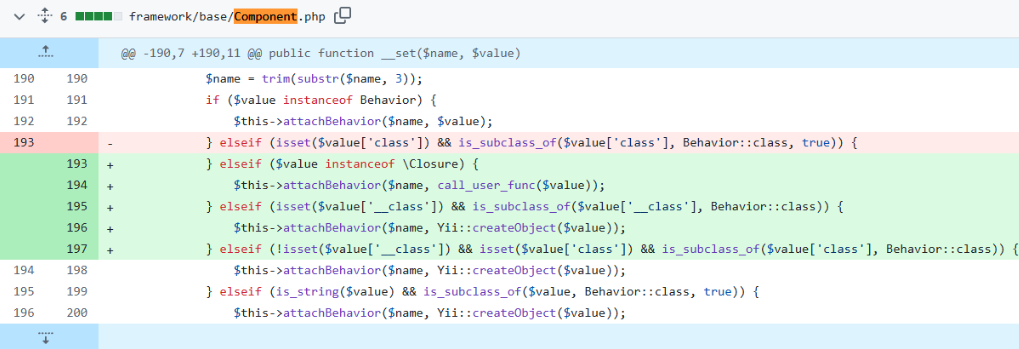 6 framework/base/Component.php
@@ -190,7 +190,11 @@ public function __set($name, $value)
190 190 $name = trim(substr($name, 3));
191 191 if ($value instanceof Behavior) {
192 192 $this->attachBehavior($name, $value);
193 - } elseif (isset($value['class']) && is_subclass_of($value['class'], Behavior::class, true)) {
193 + } elseif ($value instanceof \Closure) {
194 + $this->attachBehavior($name, call_user_func($value));
195 + } elseif (isset($value['__class']) && is_subclass_of($value['__class'], Behavior::class)) {
196 + $this->attachBehavior($name, Yii::createObject($value));
197 + } elseif (!isset($value['__class']) && isset($value['class']) && is_subclass_of($value['class'], Behavior::class)) {
194 198 $this->attachBehavior($name, Yii::createObject($value));
195 199 } elseif (is_string($value) && is_subclass_of($value, Behavior::class, true)) {
196 200 $this->attachBehavior($name, Yii::createObject($value));